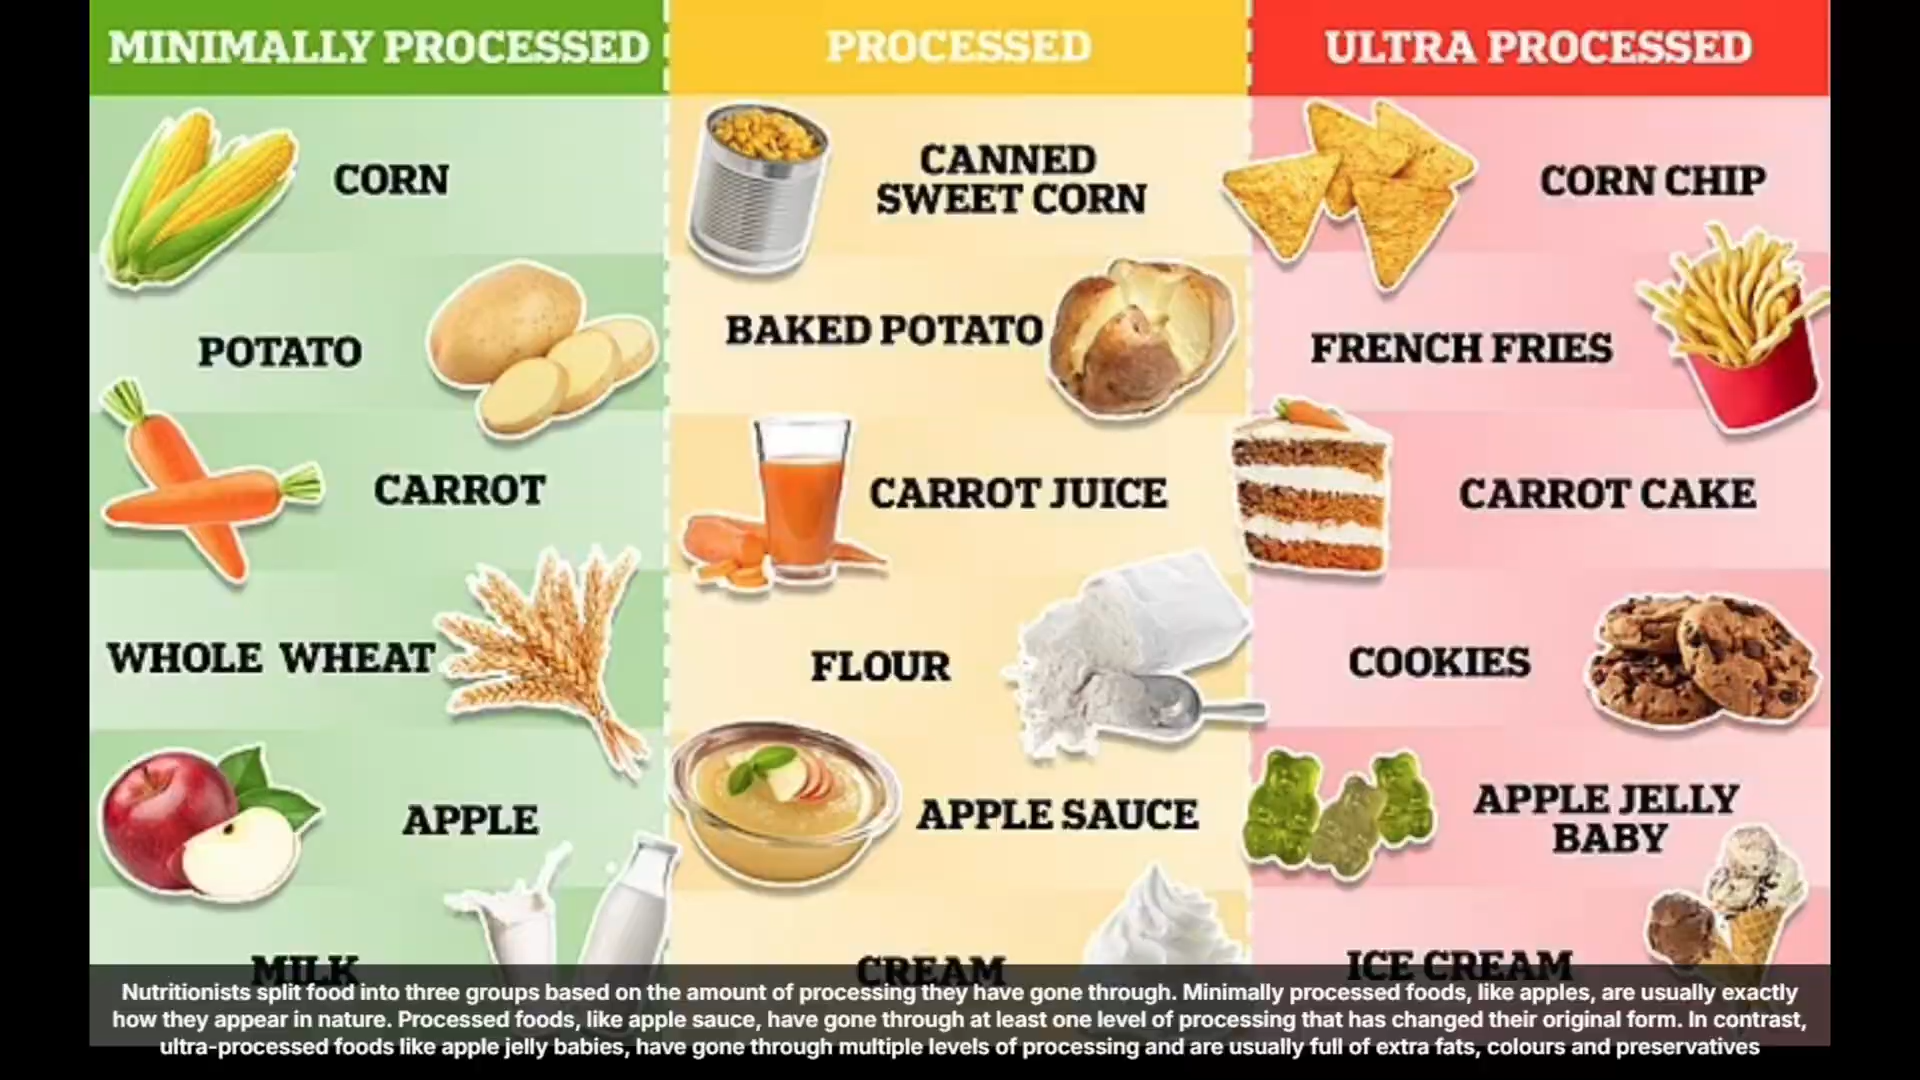 MINIMALLY PROCESSED
PROCESSED
ULTRA PROCESSED
CORN
CANNED
SWEET CORN
CORN CHIP
POTATO
BAKED POTATO
FRENCH FRIES
CARROT
CARROT JUICE
CARROT CAKE
WHOLE WHEAT
FLOUR
COOKIES
APPLE
APPLE SAUCE
APPLE JELLY
BABY
MILK
CREAM
ICE CREAM
Nutritionists split food into three groups based on the amount of processing they have gone through. Minimally processed foods, like apples, are usually exactly
how they appear in nature. Processed foods, like apple sauce, have gone through at least one level of processing that has changed their original form. In contrast,
ultra-processed foods like apple jelly babies, have gone through multiple levels of processing and are usually full of extra fats, colours and preservatives